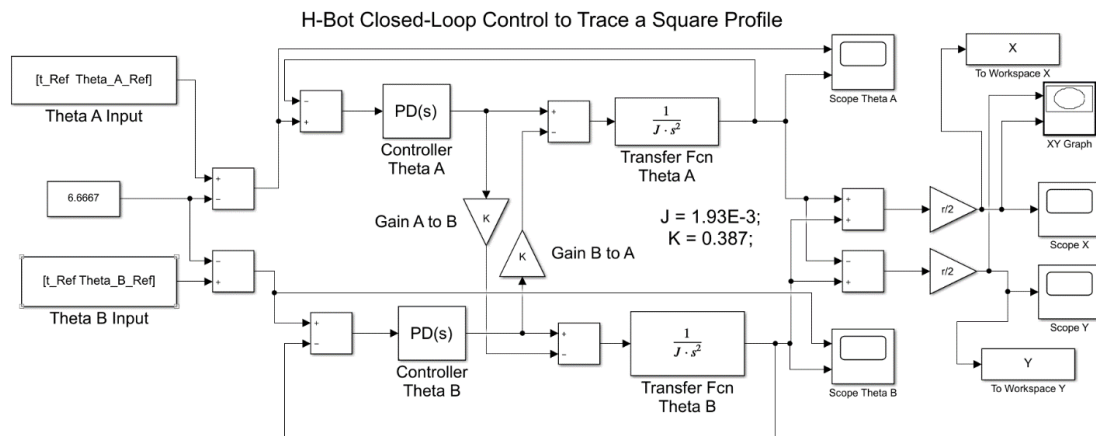 H-Bot Closed-Loop Control to Trace a Square Profile
[t_Ref Theta_A_Ref]
Theta A Input
6.6667
[t_Ref Theta_B_Ref]
Theta B Input
PD(s)
Controller
Theta A
1
J · s²
Transfer Fcn
Theta A
K
Gain A to B
K
Gain B to A
J = 1.93E-3;
K = 0.387;
PD(s)
Controller
Theta B
1
J · s²
Transfer Fcn
Theta B
Scope Theta A
r/2
r/2
Scope Theta B
X
To Workspace X
XY Graph
Scope X
Scope Y
Y
To Workspace Y